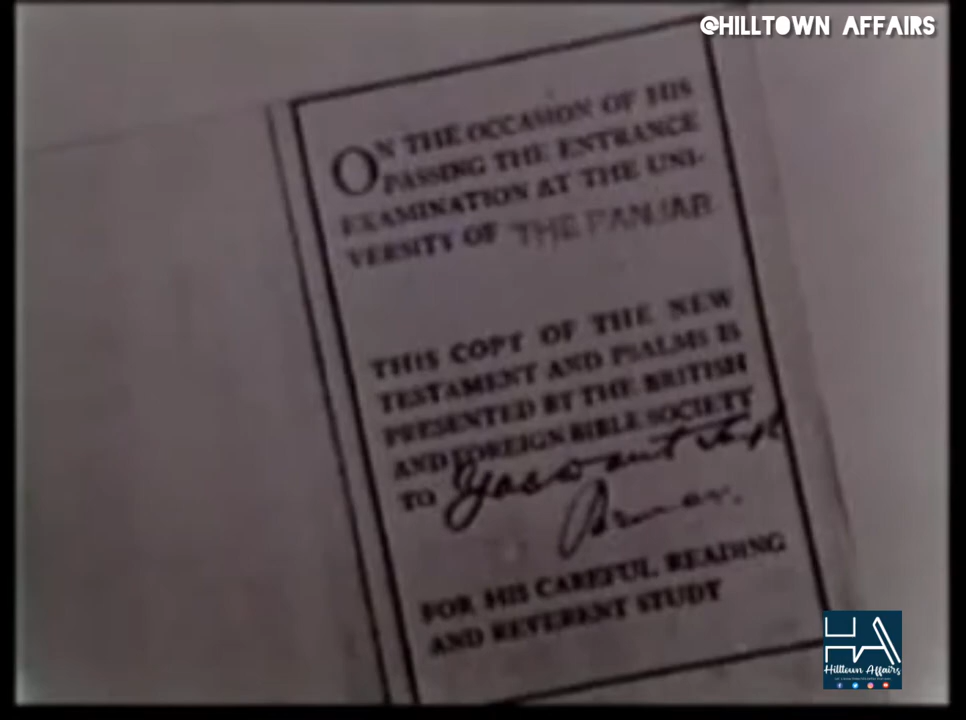 @HILLTOWN AFFAIRS
ON THE OCCASION OF HIS
PASSING THE ENTRANCE
EXAMINATION AT THE UNI-
VERSITY OF THE PANJAB
THIS COPY OF THE NEW
TESTAMENT AND PSALMS IS
PRESENTED BY THE BRITISH
AND FOREIGN BIBLE SOCIETY
TO
FOR HIS CAREFUL READING
AND REVERENT STUDY
HA
Hilltown Affairs